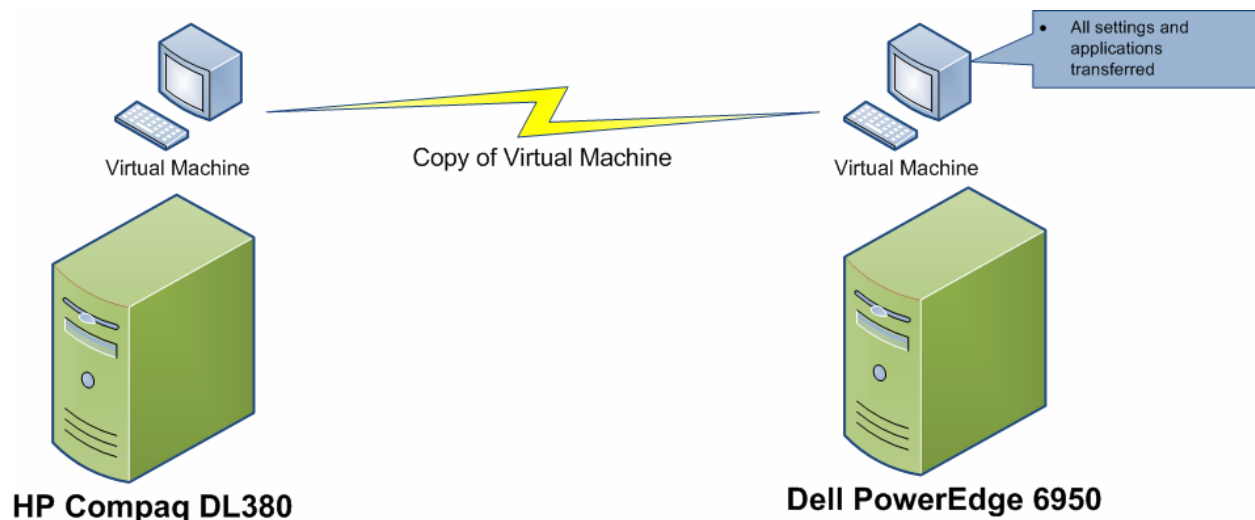 • All settings and
applications
transferred
Virtual Machine
Copy of Virtual Machine
Virtual Machine
HP Compaq DL380
Dell PowerEdge 6950